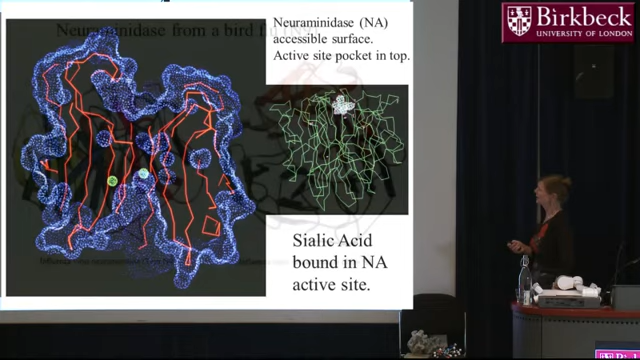 Neuraminidase from a bird flu
Neuraminidase (NA)
accessible surface.
Active site pocket in top.
Sialic Acid
bound in NA
active site.
Birkbeck
UNIVERSITY OF LONDON